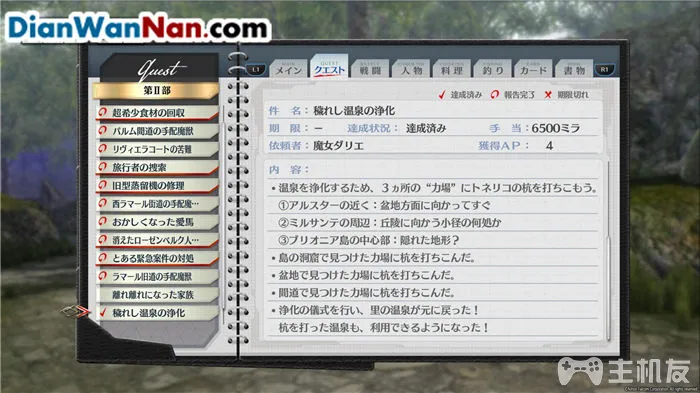 DianWanNan.com
Quest
第Ⅱ部
超希少食材の回収
パルム間道の手配魔獣
リヴィエラコートの苦難
旅行者の捜索
旧型蒸留機の修理
西ラマール街道の手配魔…
おかしくなった愛馬
消えたローゼンベルク人…
とある緊急案件の対処
ラマール旧道の手配魔獣
離れ離れになった家族
穢れし温泉の浄化
L1 メイン クエスト 戦闘 人物 料理 釣り カード 書物 R1
達成済み 報告完了 期限切れ
件 名：穢れし温泉の浄化
期 限：－ 達成状況： 達成済み 手 当：6500ミラ
依頼者：魔女ダリエ 獲得ＡＰ： 4
内 容：
・温泉を浄化するため、３ヵ所の“力場”にトネリコの杭を打ちこもう。
①アルスターの近く：盆地方面に向かってすぐ
②ミルサンテの周辺：丘陵に向かう小径の何処か
③ブリオニア島の中心部：隠れた地形？
・島の洞窟で見つけた力場に杭を打ちこんだ。
・盆地で見つけた力場に杭を打ちこんだ。
・間道で見つけた力場に杭を打ちこんだ。
・浄化の儀式を行い、里の温泉が元に戻った！
杭を打った温泉も、利用できるようになった！
主机友